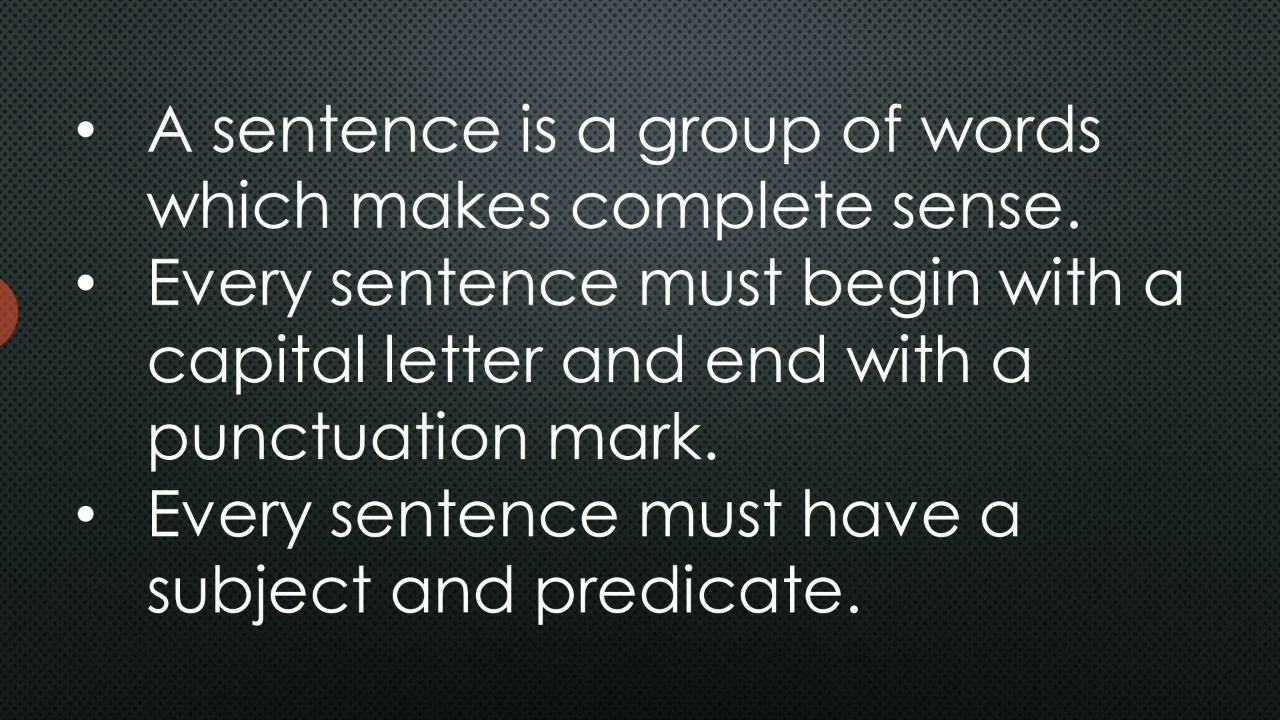 • A sentence is a group of words
which makes complete sense.
• Every sentence must begin with a
capital letter and end with a
punctuation mark.
• Every sentence must have a
subject and predicate.